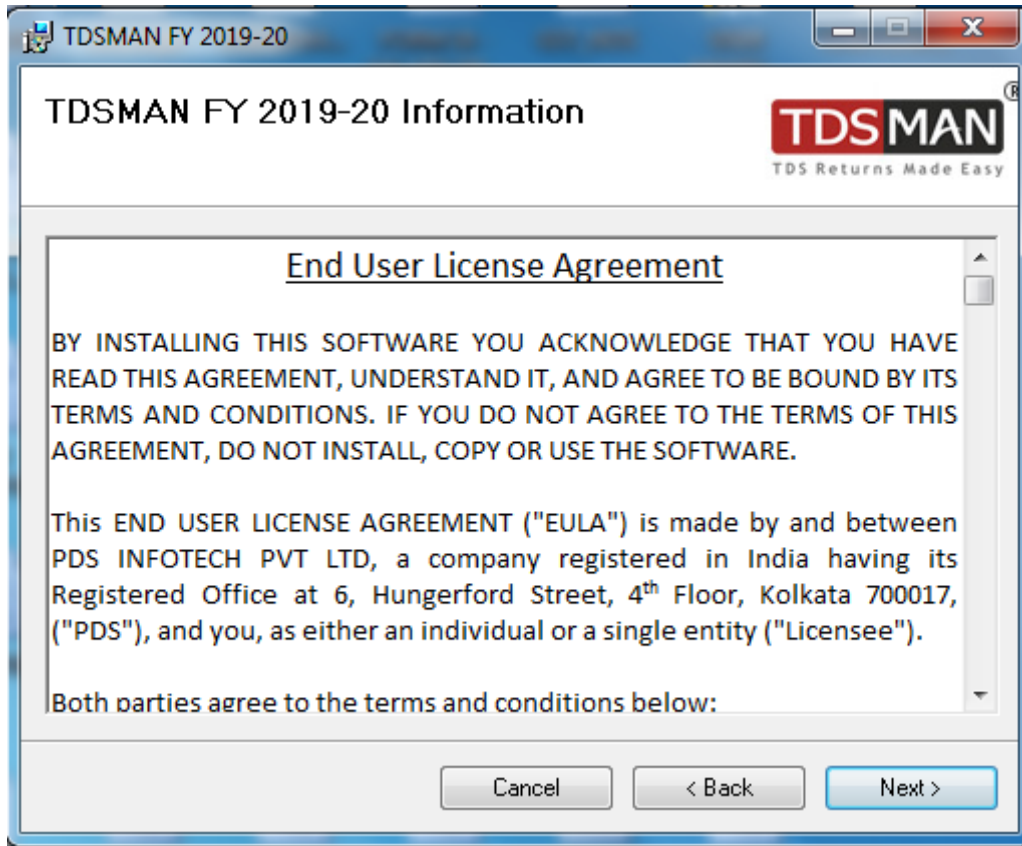 TDSMAN FY 2019-20
TDSMAN FY 2019-20 Information
®
TDS MAN
TDS Returns Made Easy
End User License Agreement
BY INSTALLING THIS SOFTWARE YOU ACKNOWLEDGE THAT YOU HAVE
READ THIS AGREEMENT, UNDERSTAND IT, AND AGREE TO BE BOUND BY ITS
TERMS AND CONDITIONS. IF YOU DO NOT AGREE TO THE TERMS OF THIS
AGREEMENT, DO NOT INSTALL, COPY OR USE THE SOFTWARE.
This END USER LICENSE AGREEMENT ("EULA") is made by and between
PDS INFOTECH PVT LTD, a company registered in India having its
Registered Office at 6, Hungerford Street, 4th Floor, Kolkata 700017,
("PDS"), and you, as either an individual or a single entity ("Licensee").
Both parties agree to the terms and conditions below:
Cancel < Back Next >